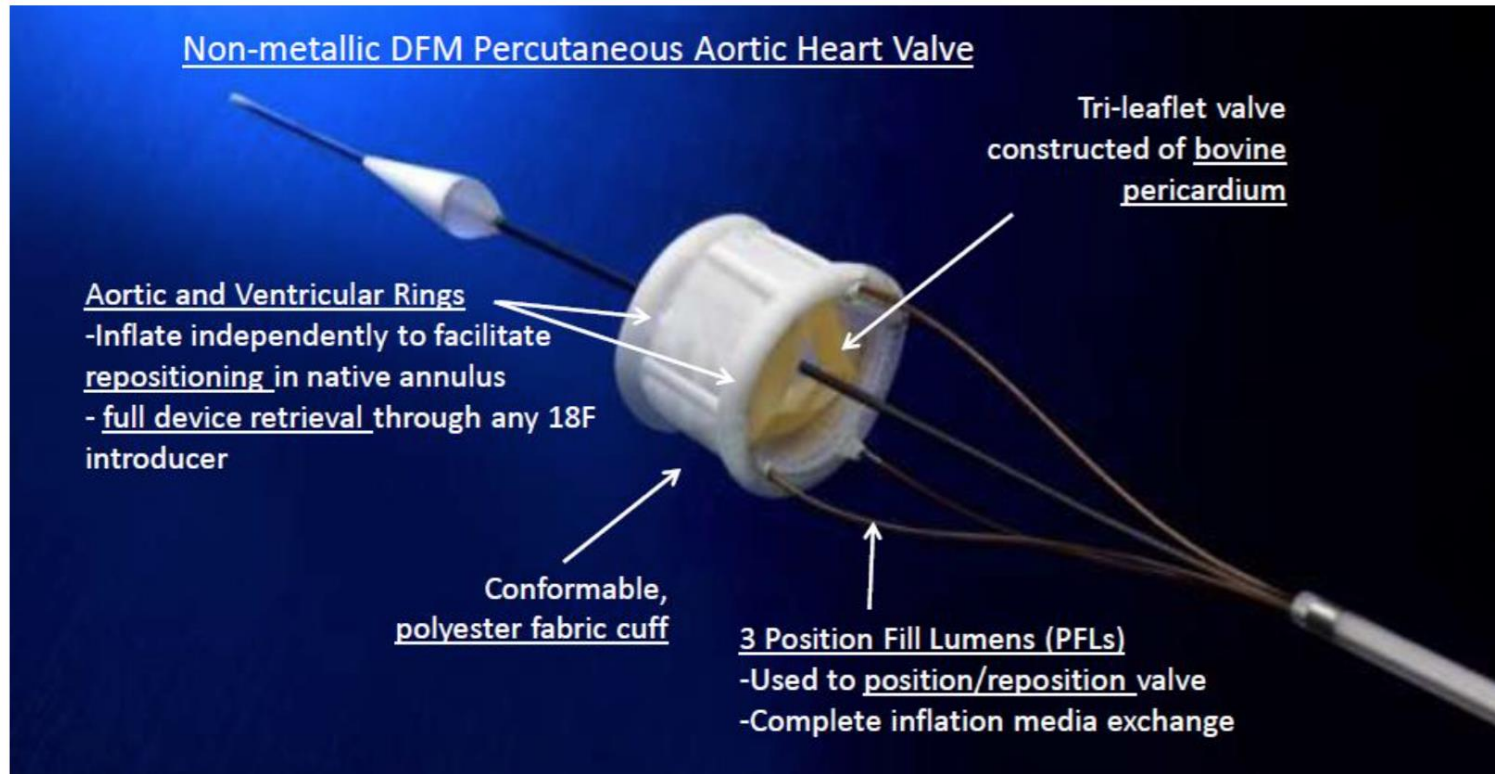 Non-metallic DFM Percutaneous Aortic Heart Valve
Tri-leaflet valve
constructed of bovine
pericardium
Aortic and Ventricular Rings
-Inflate independently to facilitate
repositioning in native annulus
- full device retrieval through any 18F
introducer
Conformable,
polyester fabric cuff
3 Position Fill Lumens (PFLs)
-Used to position/reposition valve
-Complete inflation media exchange